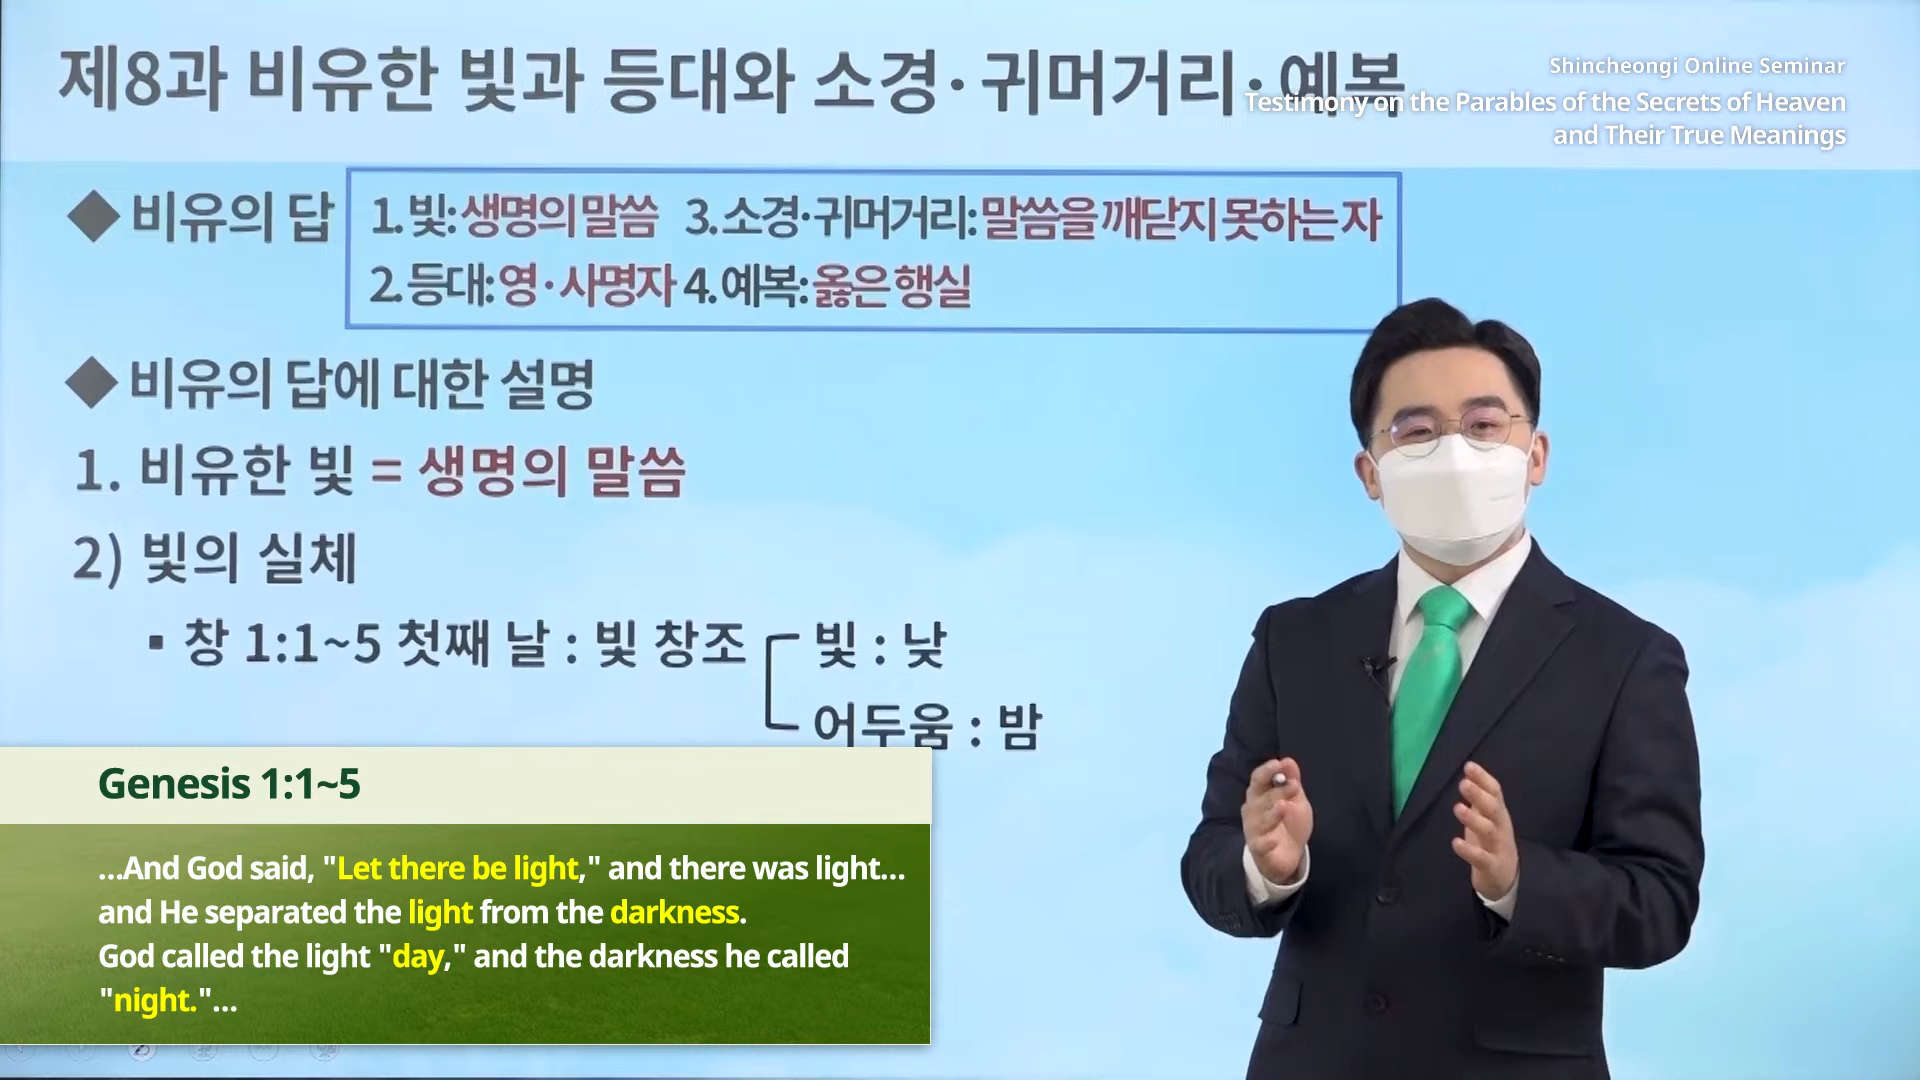 제8과 비유한 빛과 등대와 소경·귀머거리·예복
Shincheongi Online Seminar
Testimony on the Parables of the Secrets of Heaven
and Their True Meanings
◆ 비유의 답
1. 빛: 생명의 말씀 3. 소경·귀머거리: 말씀을 깨닫지 못하는 자
2. 등대: 영·사명자 4. 예복: 옳은 행실
◆ 비유의 답에 대한 설명
1. 비유한 빛 = 생명의 말씀
2) 빛의 실체
▪ 창 1:1~5 첫째 날 : 빛 창조
빛 : 낮
어두움 : 밤
Genesis 1:1~5
...And God said, "Let there be light," and there was light...
and He separated the light from the darkness.
God called the light "day," and the darkness he called
"night."...